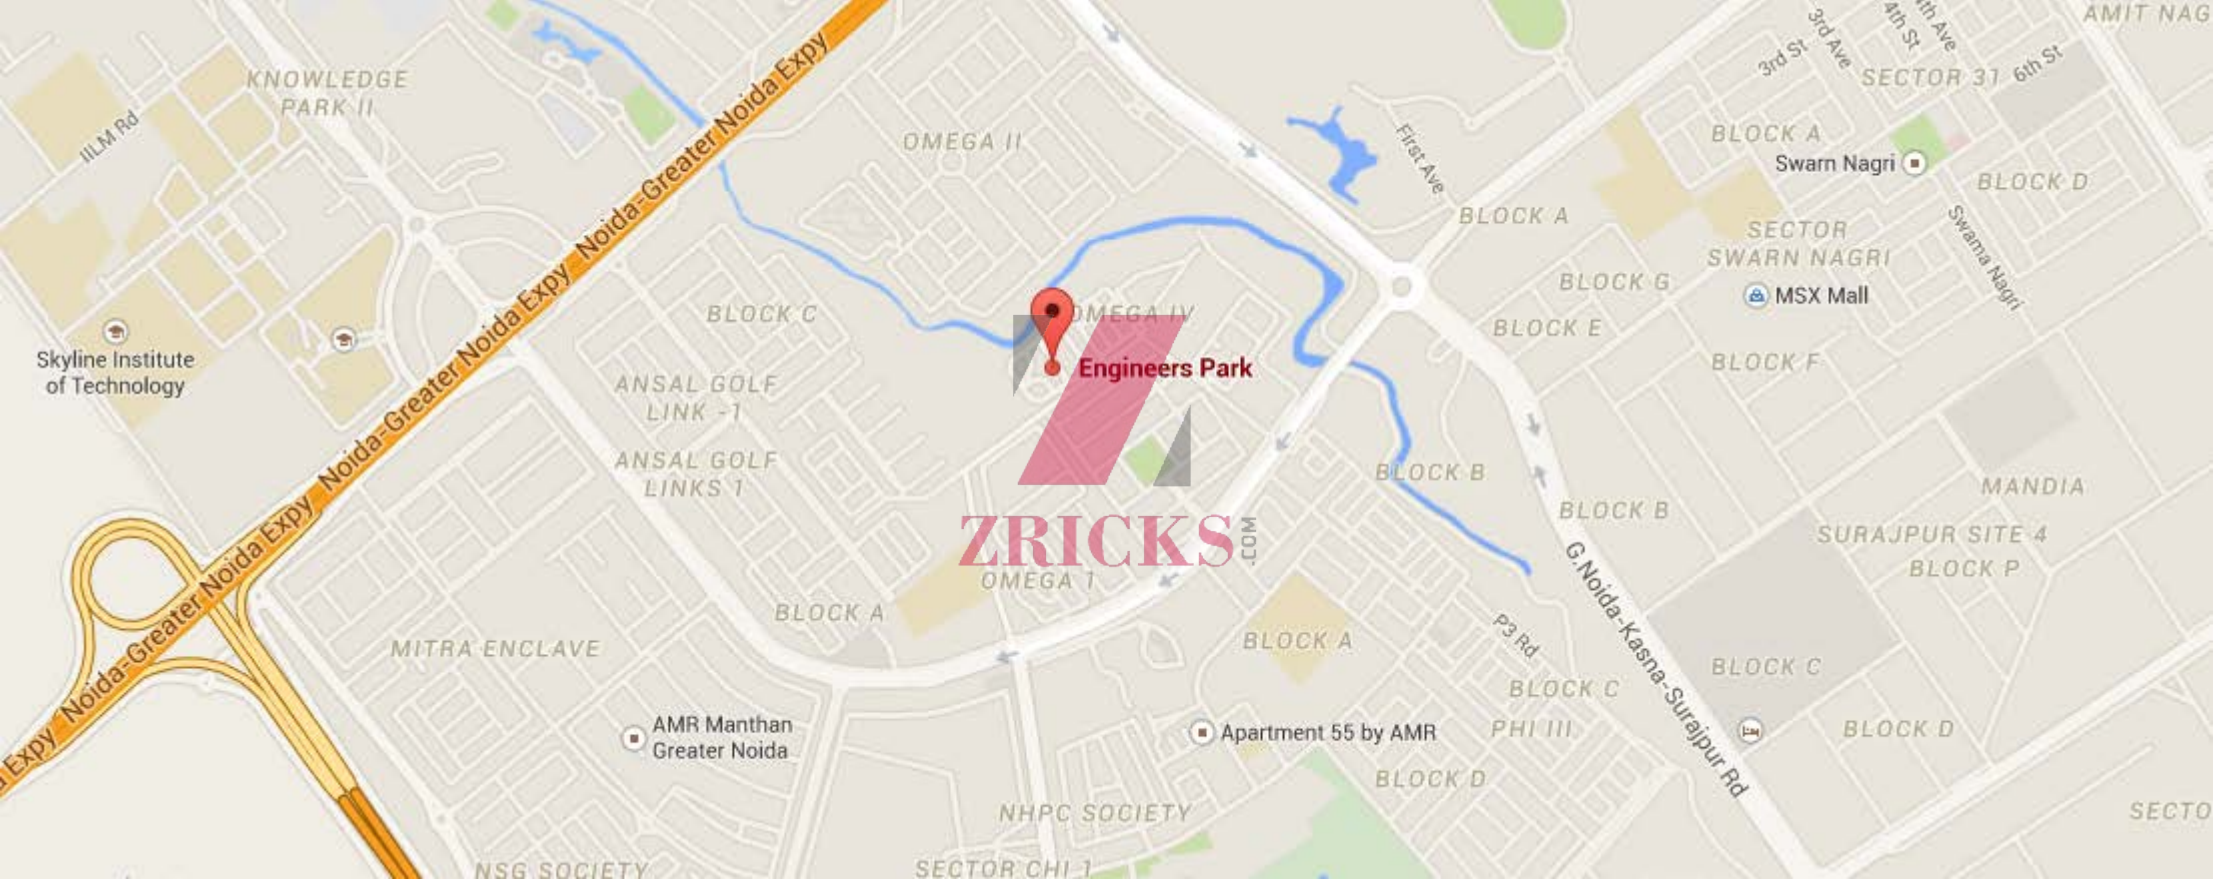 AMIT NAG
4th Ave
4th St
3rd Ave
3rd St
6th St
SECTOR 31
KNOWLEDGE
PARK II
IILM Rd
Noida-Greater Noida Expy
Noida-Greater Noida Expy
Noida-Greater Noida Expy
Noida-Greater Noida Expy
Expy
OMEGA II
First Ave
BLOCK A
Swarn Nagri
BLOCK D
BLOCK A
Swarna Nagri
SECTOR
SWARN NAGRI
BLOCK G
MSX Mall
BLOCK C
OMEGA IV
BLOCK E
Skyline Institute
of Technology
Engineers Park
BLOCK F
ANSAL GOLF
LINK -1
ANSAL GOLF
LINKS 1
BLOCK B
MANDIA
BLOCK B
SURAJPUR SITE 4
BLOCK P
ZRICKS
.COM
OMEGA 1
G.Noida-Kasna-Surajpur Rd
BLOCK A
P3 Rd
BLOCK A
MITRA ENCLAVE
BLOCK C
BLOCK C
AMR Manthan
Greater Noida
Apartment 55 by AMR
PHI III
BLOCK D
BLOCK D
NHPC SOCIETY
SECTO
NSG SOCIETY
SECTOR CHI 1